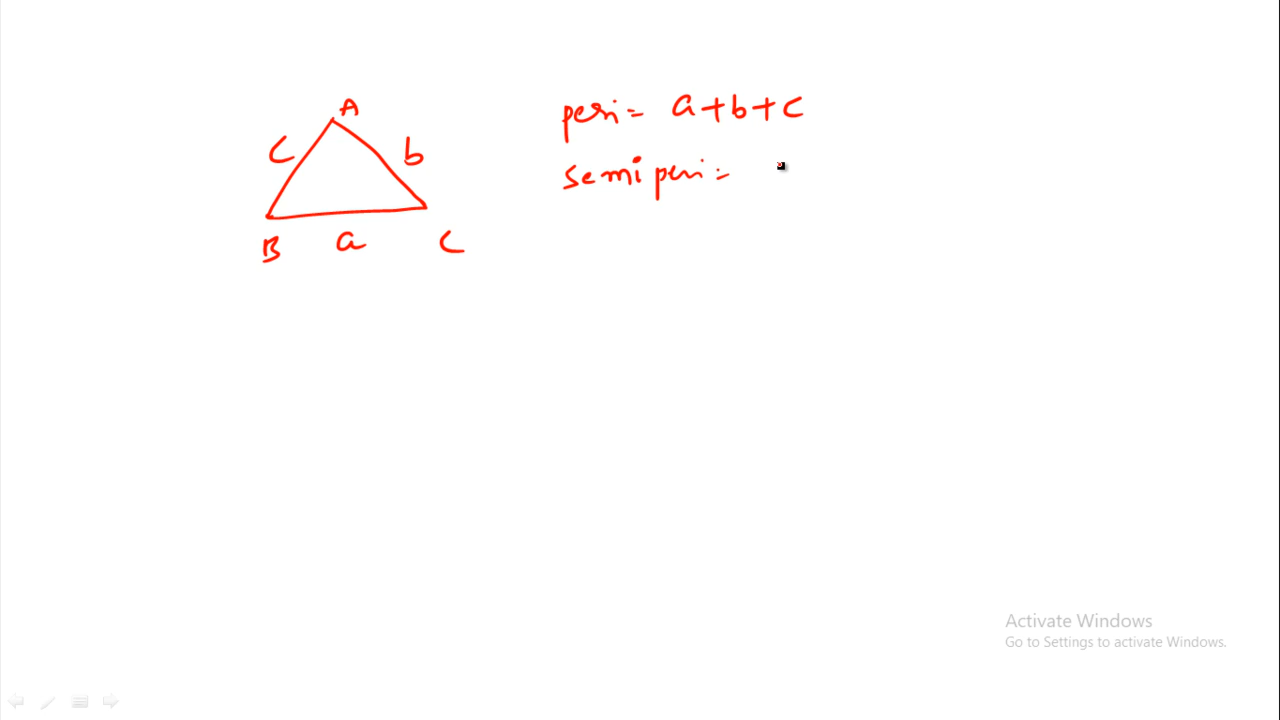 A
C
b
B
a
C
peri = a+b+c
semi peri =
Activate Windows
Go to Settings to activate Windows.